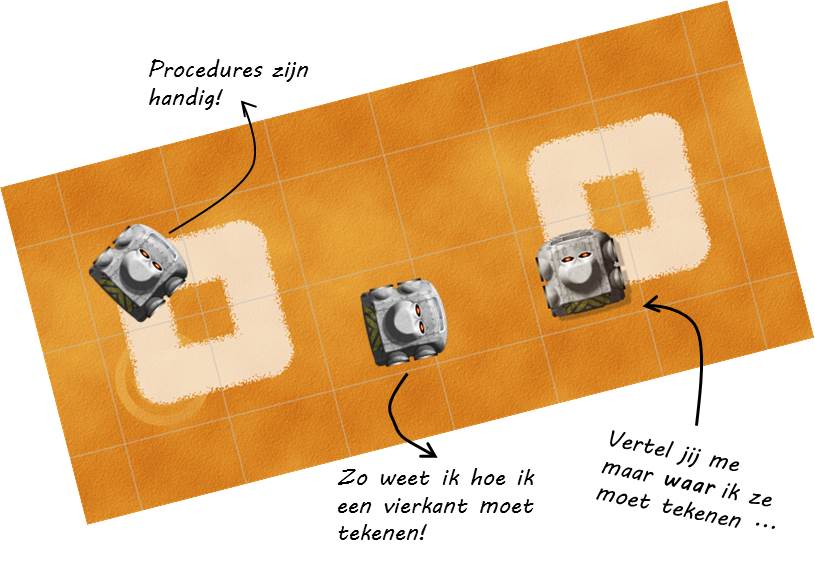 Procedures zijn
handig!
Zo weet ik hoe ik
een vierkant moet
tekenen!
Vertel jij me
maar waar ik ze
moet tekenen ...